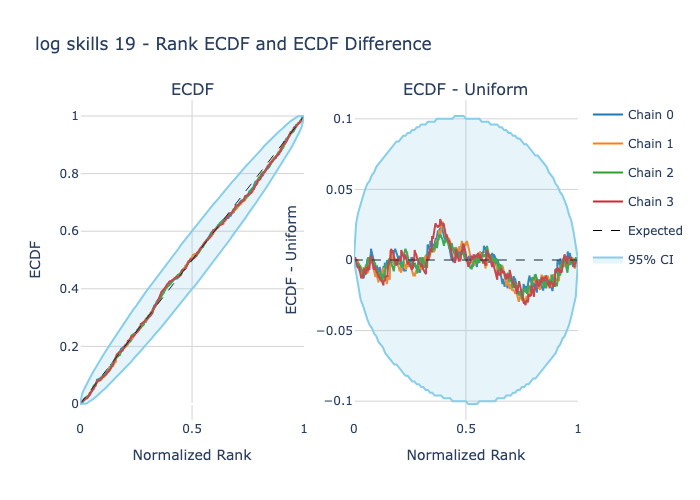 log skills 19 - Rank ECDF and ECDF Difference
ECDF
ECDF - Uniform
1
0.8
0.6
0.4
0.2
0
0
0.5
1
Normalized Rank
ECDF
0.1
0.05
0
−0.05
−0.1
0
0.5
1
Normalized Rank
ECDF - Uniform
Chain 0
Chain 1
Chain 2
Chain 3
Expected
95% CI